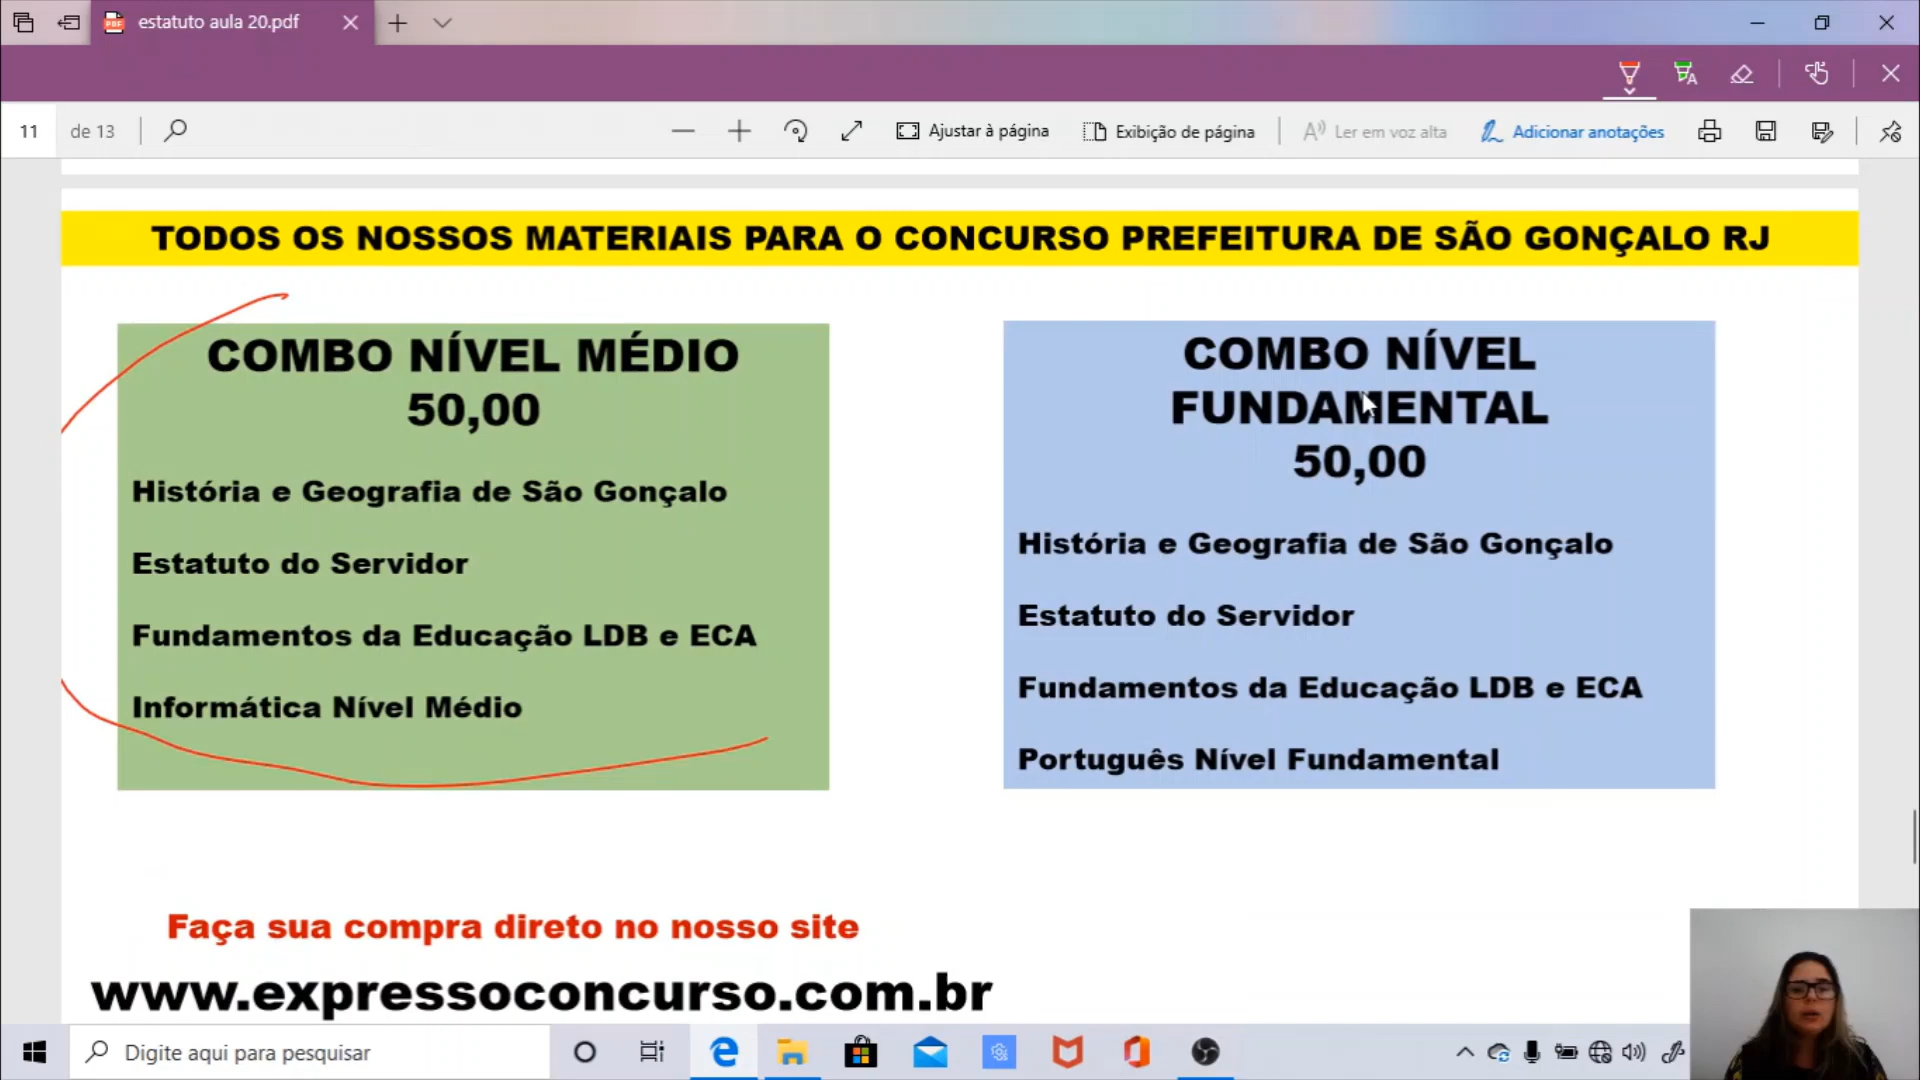 estatuto aula 20.pdf
11 de 13
Ajustar à página
Exibição de página
Ler em voz alta
Adicionar anotações
TODOS OS NOSSOS MATERIAIS PARA O CONCURSO PREFEITURA DE SÃO GONÇALO RJ
COMBO NÍVEL MÉDIO
50,00
História e Geografia de São Gonçalo
Estatuto do Servidor
Fundamentos da Educação LDB e ECA
Informática Nível Médio
COMBO NÍVEL
FUNDAMENTAL
50,00
História e Geografia de São Gonçalo
Estatuto do Servidor
Fundamentos da Educação LDB e ECA
Português Nível Fundamental
Faça sua compra direto no nosso site
www.expressoconcurso.com.br
Digite aqui para pesquisar